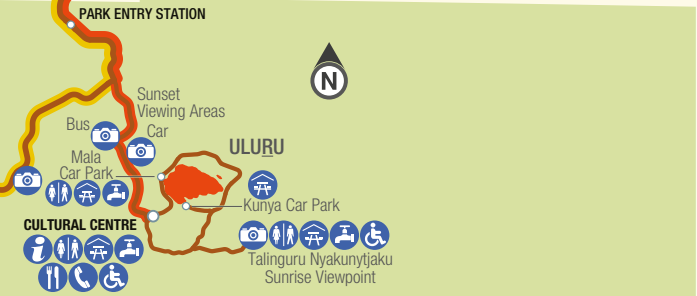 PARK ENTRY STATION
N
Sunset
Viewing Areas
Bus
Car
ULURU
Mala
Car Park
Kunya Car Park
CULTURAL CENTRE
i
Talinguru Nyakunytjaku
Sunrise Viewpoint